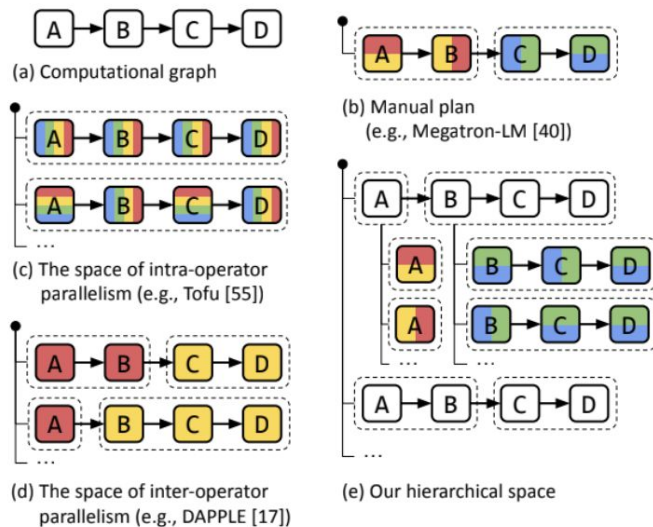 A B C D
(a) Computational graph
A B C D
(b) Manual plan
(e.g., Megatron-LM [40])
A B C D
A B C D
...
(c) The space of intra-operator
parallelism (e.g., Tofu [55])
A B C D
A B C D
...
(d) The space of inter-operator
parallelism (e.g., DAPPLE [17])
A B C D
A B C D
A B C D
... ...
A B C D
...
(e) Our hierarchical space